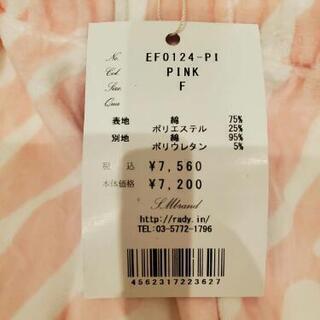 No. EF0124-PI
Col. PINK
Size F
Qua
表地 綿 75%
ポリエステル 25%
別地 綿 95%
ポリウレタン 5%
税 込 ¥7,560
本体価格 ¥7,200
S.Mbrand
http://rady.in/
TEL:03-5772-1796
4562317223627